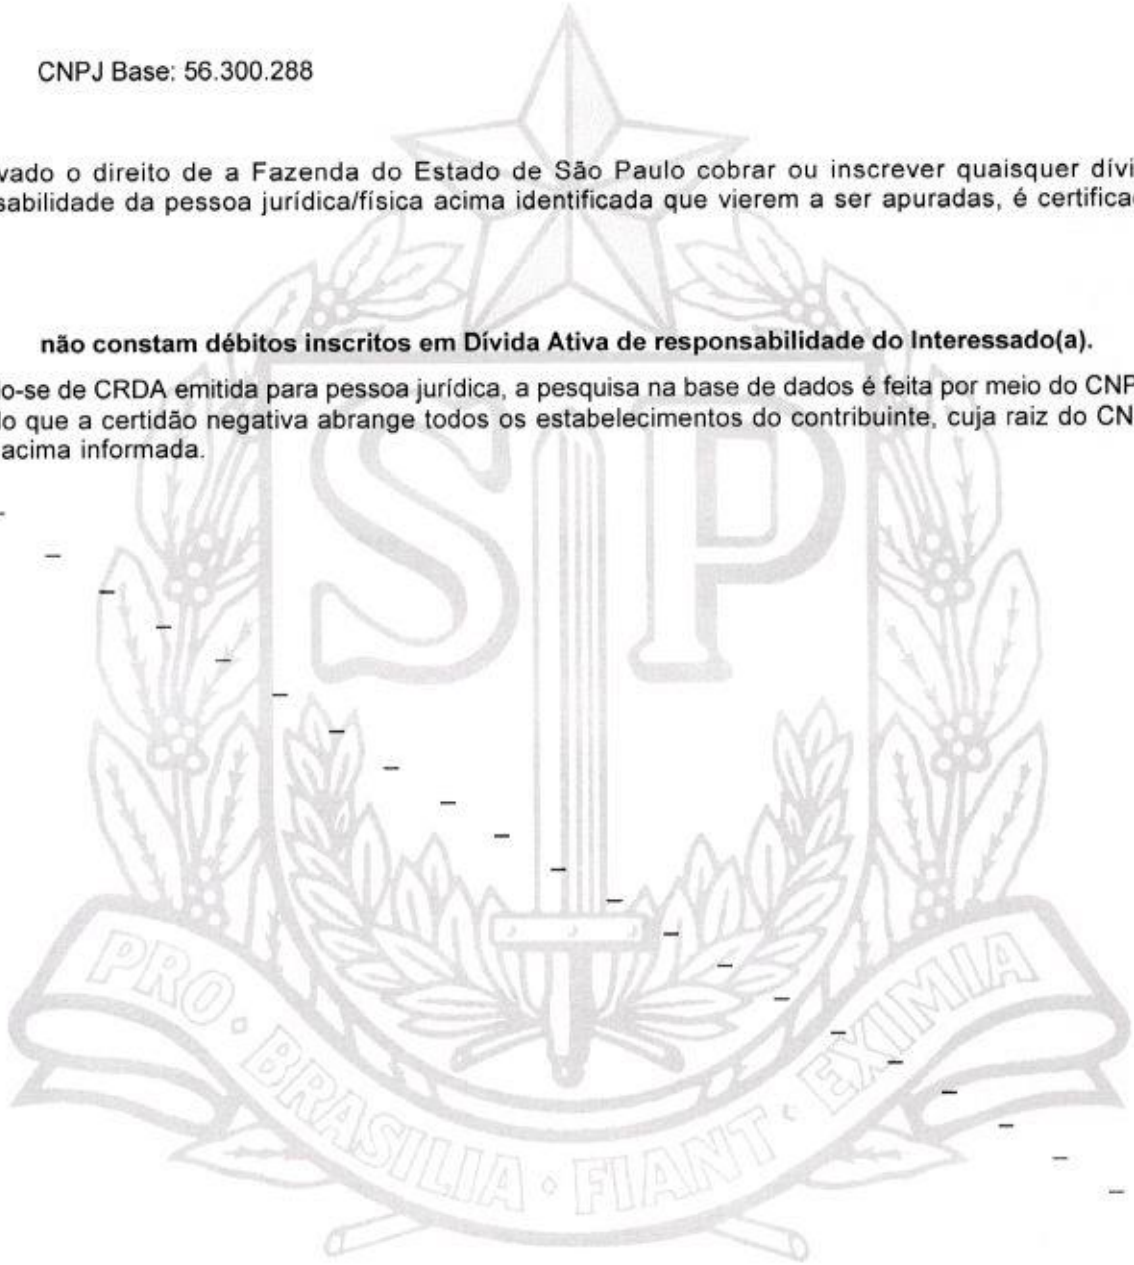 CNPJ Base: 56.300.288
vado o direito de a Fazenda do Estado de São Paulo cobrar ou inscrever quaisquer dívi
sabilidade da pessoa jurídica/física acima identificada que vierem a ser apuradas, é certifica
não constam débitos inscritos em Dívida Ativa de responsabilidade do Interessado(a).
o-se de CRDA emitida para pessoa jurídica, a pesquisa na base de dados é feita por meio do CNP
lo que a certidão negativa abrange todos os estabelecimentos do contribuinte, cuja raiz do CN
acima informada.
SP
PRO · BRASILIA · FIANT · EXIMIA